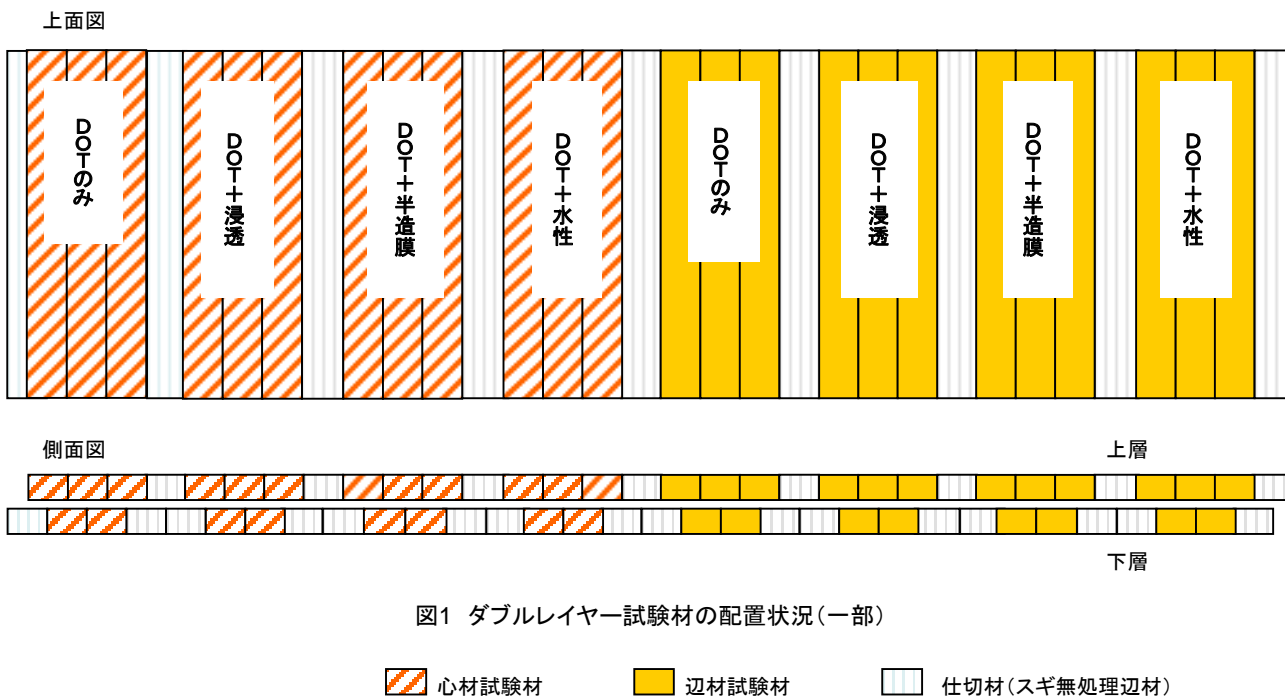 上面図
DOTのみ
DOT+浸透
DOT+半造膜
DOT+水性
DOTのみ
DOT+浸透
DOT+半造膜
DOT+水性
側面図
上層
下層
図1 ダブルレイヤー試験材の配置状況(一部)
心材試験材
辺材試験材
仕切材(スギ無処理辺材)